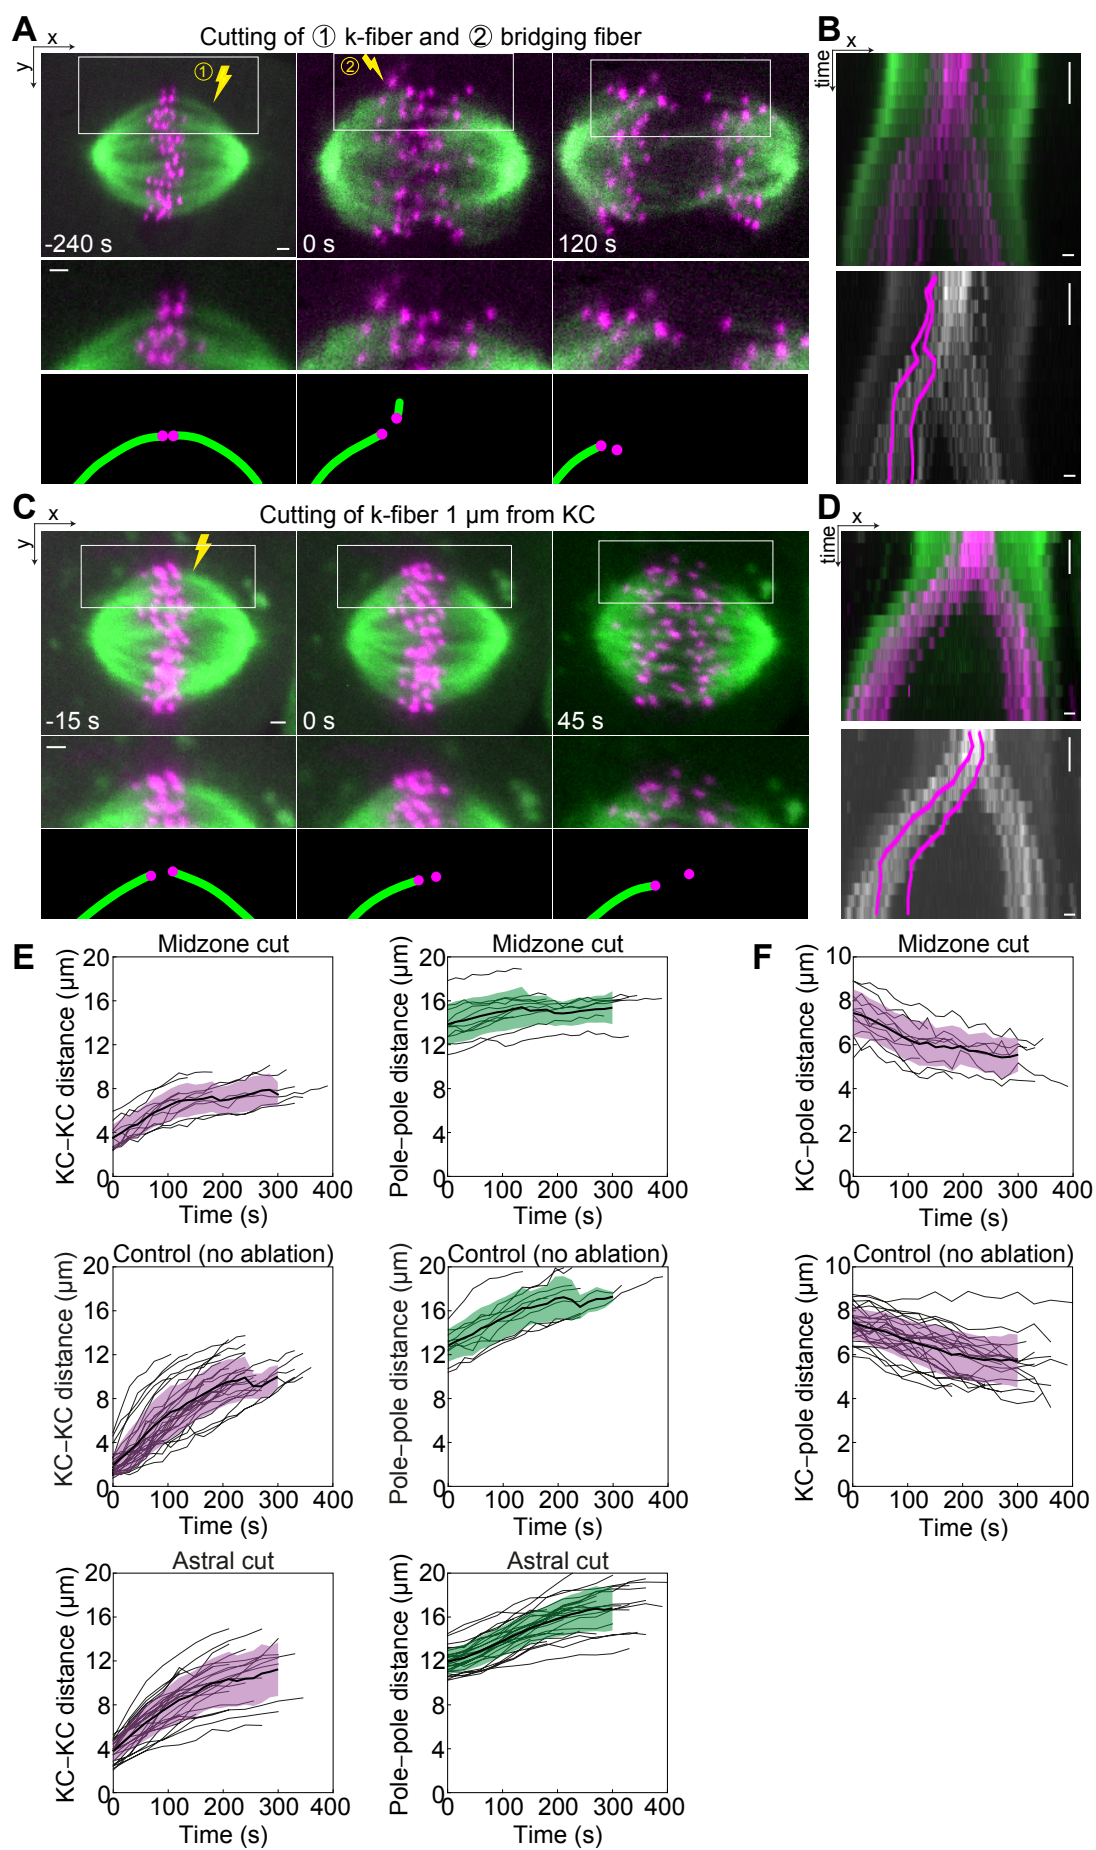 A
x
y
Cutting of ① k-fiber and ② bridging fiber
①
-240 s
②
0 s
120 s
B
x
time
C
x
y
Cutting of k-fiber 1 µm from KC
-15 s
0 s
45 s
D
x
time
E
Midzone cut
KC–KC distance (µm)
20
16
12
8
4
0
0 100 200 300 400
Time (s)
Midzone cut
Pole–pole distance (µm)
20
16
12
8
4
0
0 100 200 300 400
Time (s)
F
Midzone cut
KC–pole distance (µm)
10
8
6
4
2
0
0 100 200 300 400
Time (s)
Control (no ablation)
KC–KC distance (µm)
20
16
12
8
4
0
0 100 200 300 400
Time (s)
Control (no ablation)
Pole–pole distance (µm)
20
16
12
8
4
0
0 100 200 300 400
Time (s)
Control (no ablation)
KC–pole distance (µm)
10
8
6
4
2
0
0 100 200 300 400
Time (s)
Astral cut
KC–KC distance (µm)
20
16
12
8
4
0
0 100 200 300 400
Time (s)
Astral cut
Pole–pole distance (µm)
20
16
12
8
4
0
0 100 200 300 400
Time (s)